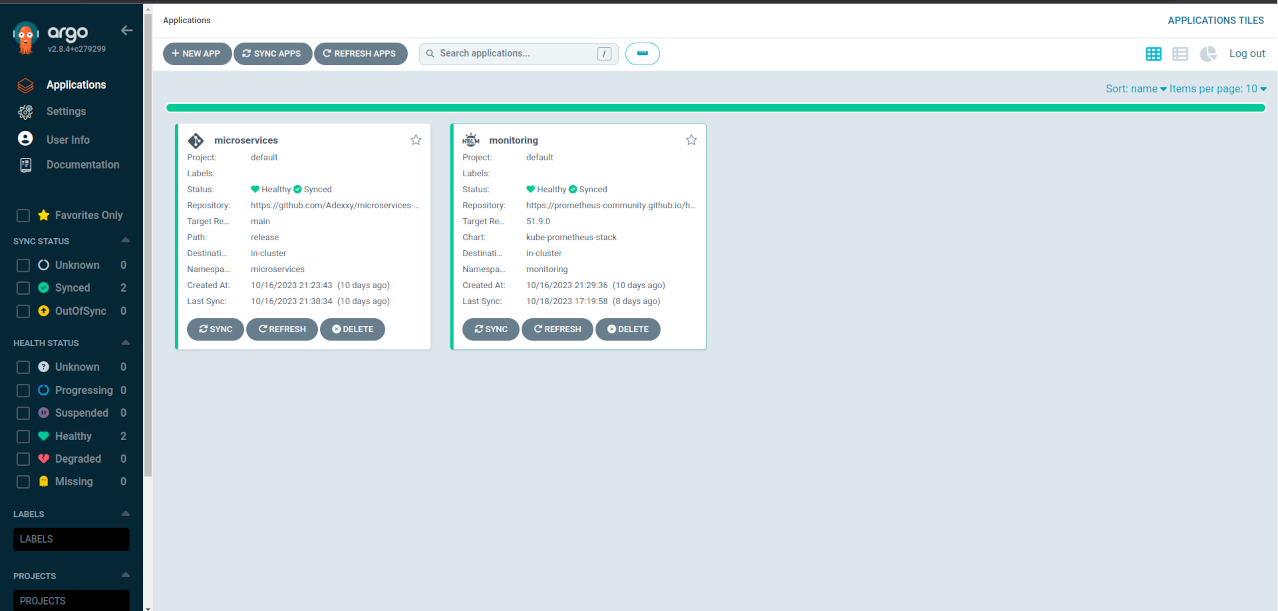 argo
v2.8.4+c279299
Applications
Settings
User Info
Documentation
Favorites Only
SYNC STATUS
Unknown 0
Synced 2
OutOfSync 0
HEALTH STATUS
Unknown 0
Progressing 0
Suspended 0
Healthy 2
Degraded 0
Missing 0
LABELS
LABELS
PROJECTS
PROJECTS
Applications
APPLICATIONS TILES
+ NEW APP SYNC APPS REFRESH APPS Search applications... / Log out
Sort: name Items per page: 10
microservices
Project: default
Labels:
Status: Healthy Synced
Repository: https://github.com/Adexxy/microservices-...
Target Re... main
Path: release
Destinati... in-cluster
Namespa... microservices
Created At: 10/16/2023 21:23:43 (10 days ago)
Last Sync: 10/16/2023 21:38:34 (10 days ago)
SYNC REFRESH DELETE
HELM monitoring
Project: default
Labels:
Status: Healthy Synced
Repository: https://prometheus-community.github.io/h...
Target Re... 51.9.0
Chart: kube-prometheus-stack
Destinati... in-cluster
Namespa... monitoring
Created At: 10/16/2023 21:29:36 (10 days ago)
Last Sync: 10/18/2023 17:19:58 (8 days ago)
SYNC REFRESH DELETE